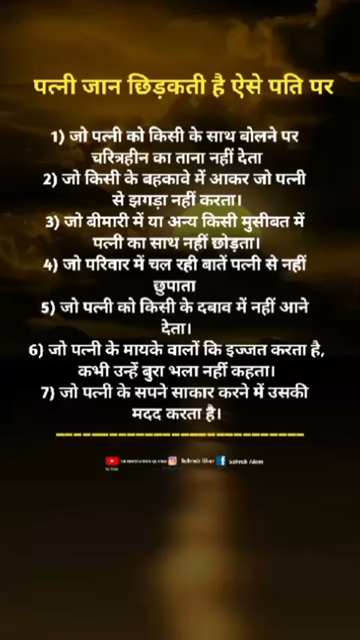 पत्नी जान छिड़कती है ऐसे पति पर
1) जो पत्नी को किसी के साथ बोलने पर
चरित्रहीन का ताना नहीं देता
2) जो किसी के बहकावे में आकर जो पत्नी
से झगड़ा नहीं करता।
3) जो बीमारी में या अन्य किसी मुसीबत में
पत्नी का साथ नहीं छोड़ता।
4) जो परिवार में चल रही बातें पत्नी से नहीं
छुपाता
5) जो पत्नी को किसी के दबाव में नहीं आने
देता।
6) जो पत्नी के मायके वालों कि इज्जत करता है,
कभी उन्हें बुरा भला नहीं कहता।
7) जो पत्नी के सपने साकार करने में उसकी
मदद करता है।